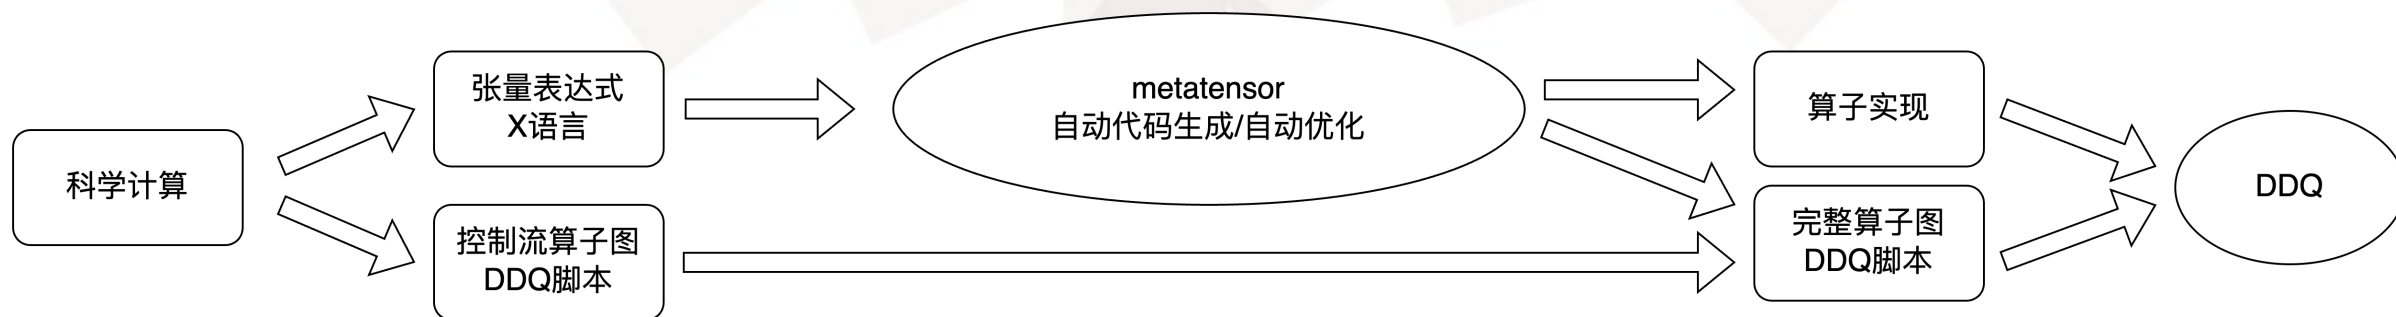 科学计算
张量表达式
X语言
控制流算子图
DDQ脚本
metatensor
自动代码生成/自动优化
算子实现
完整算子图
DDQ脚本
DDQ